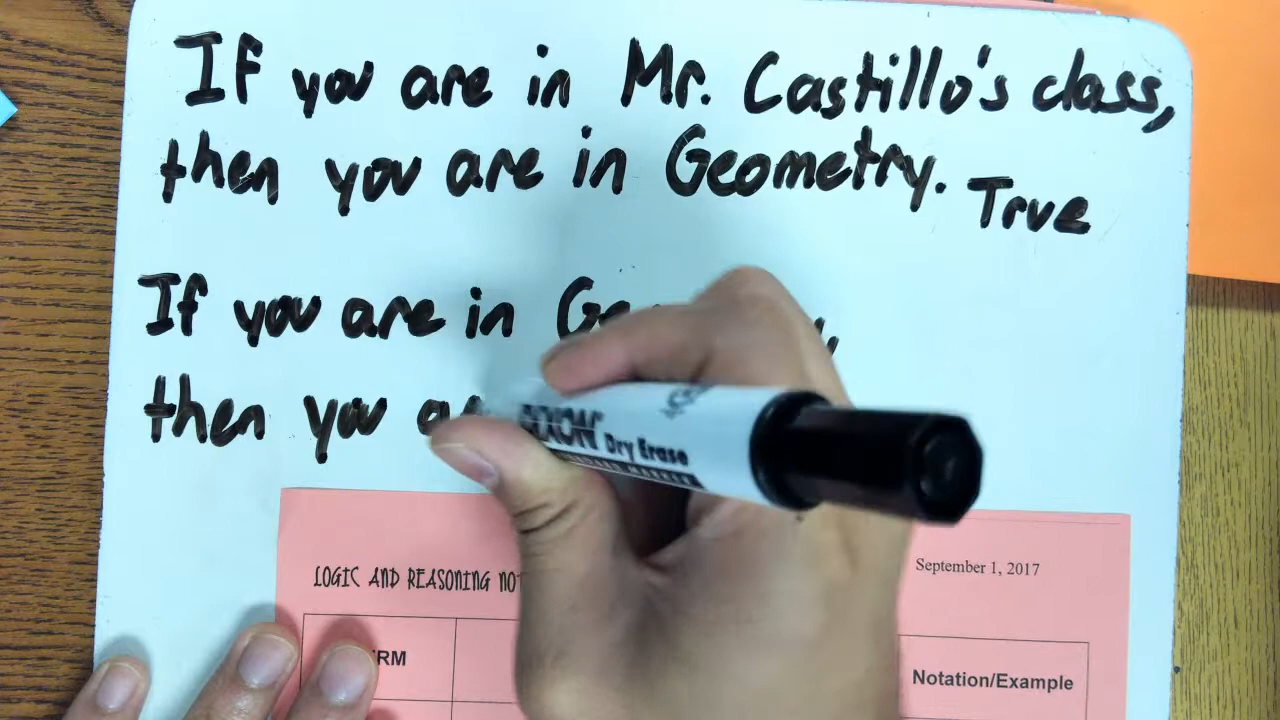 If you are in Mr. Castillo's class,
then you are in Geometry.
True
If you are in
then you
DIXON Dry Erase
LOGIC AND REASONING
September 1, 2017
Notation/Example